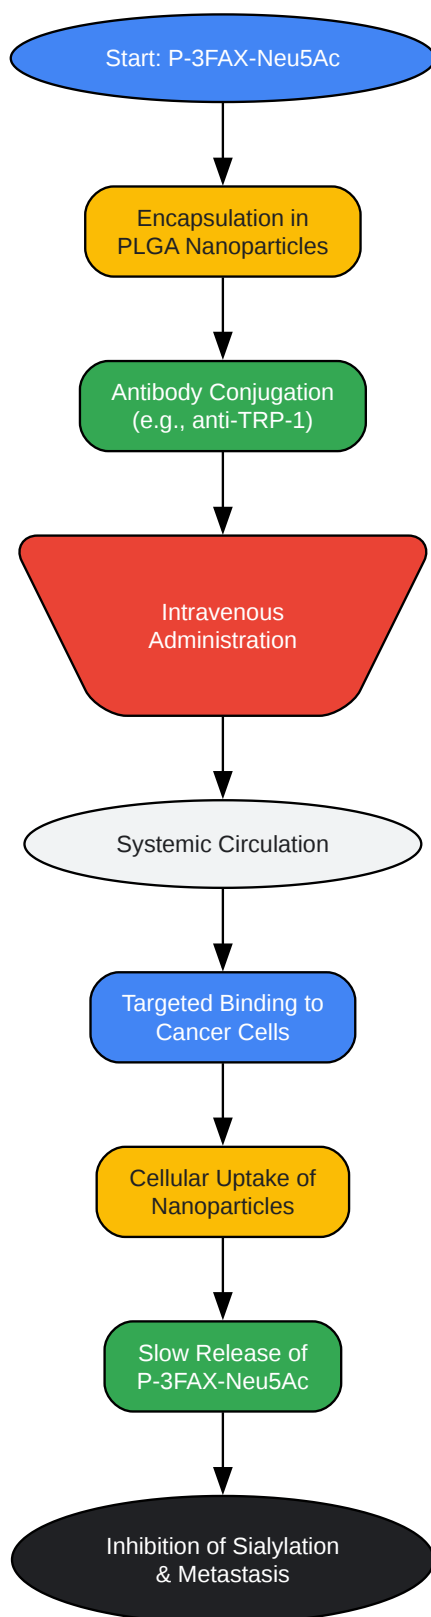 Start: P-3FAX-Neu5Ac
Encapsulation in
PLGA Nanoparticles
Antibody Conjugation
(e.g., anti-TRP-1)
Intravenous
Administration
Systemic Circulation
Targeted Binding to
Cancer Cells
Cellular Uptake of
Nanoparticles
Slow Release of
P-3FAX-Neu5Ac
Inhibition of Sialylation
& Metastasis